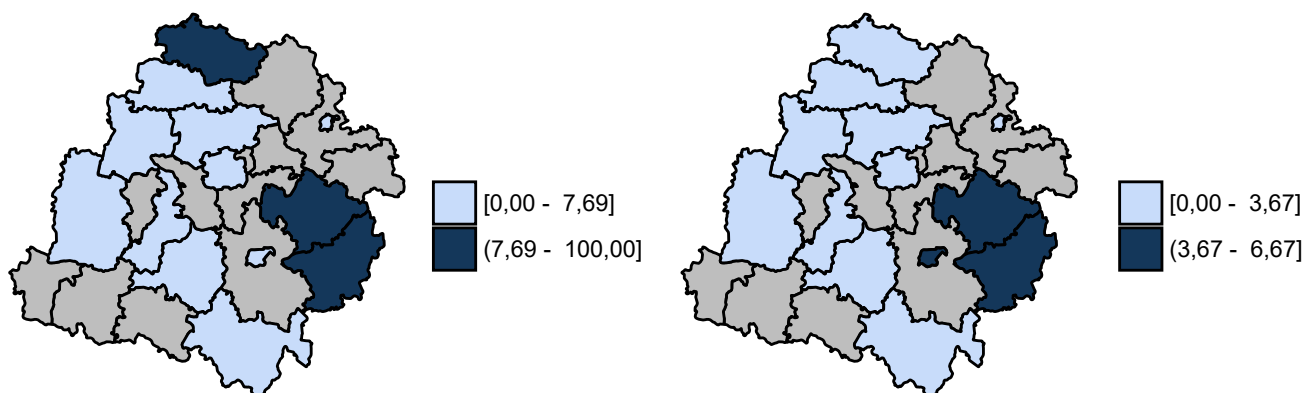 [0,00 - 7,69]
(7,69 - 100,00]
[0,00 - 3,67]
(3,67 - 6,67]